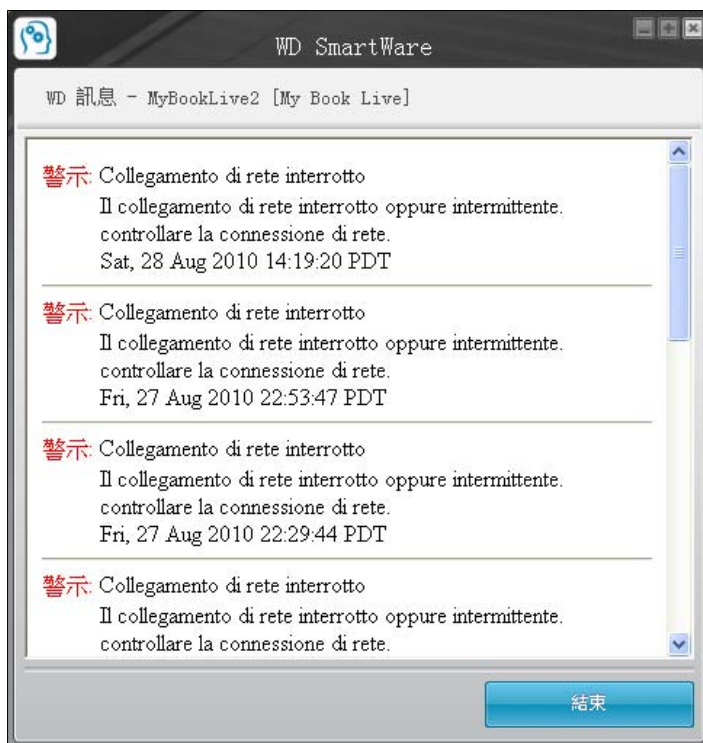 WD SmartWare
WD 訊息 - MyBookLive2 [My Book Live]
警示: Collegamento di rete interrotto
Il collegamento di rete interrotto oppure intermittente.
controllare la connessione di rete.
Sat, 28 Aug 2010 14:19:20 PDT
警示: Collegamento di rete interrotto
Il collegamento di rete interrotto oppure intermittente.
controllare la connessione di rete.
Fri, 27 Aug 2010 22:53:47 PDT
警示: Collegamento di rete interrotto
Il collegamento di rete interrotto oppure intermittente.
controllare la connessione di rete.
Fri, 27 Aug 2010 22:29:44 PDT
警示: Collegamento di rete interrotto
Il collegamento di rete interrotto oppure intermittente.
controllare la connessione di rete.
結束